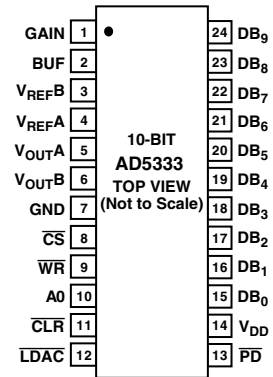 GAIN 1
BUF 2
VREFB 3
VREFA 4
VOUTA 5
VOUTB 6
GND 7
CS 8
WR 9
A0 10
CLR 11
LDAC 12
10-BIT
AD5333
TOP VIEW
(Not to Scale)
24 DB9
23 DB8
22 DB7
21 DB6
20 DB5
19 DB4
18 DB3
17 DB2
16 DB1
15 DB0
14 VDD
13 PD